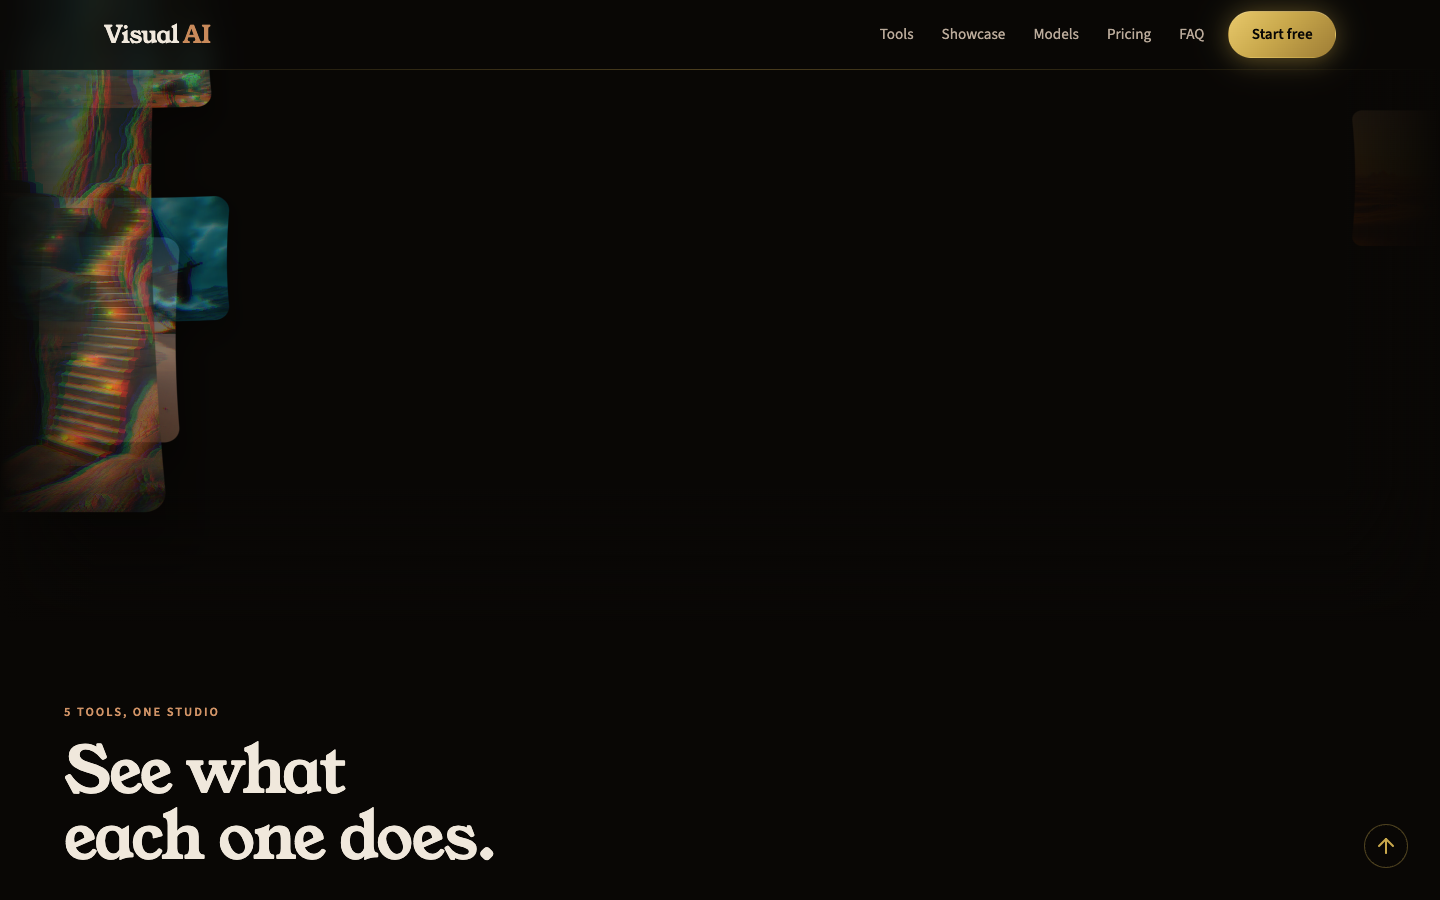 Visual AI
Tools
Showcase
Models
Pricing
FAQ
Start free
5 TOOLS, ONE STUDIO
See what
each one does.